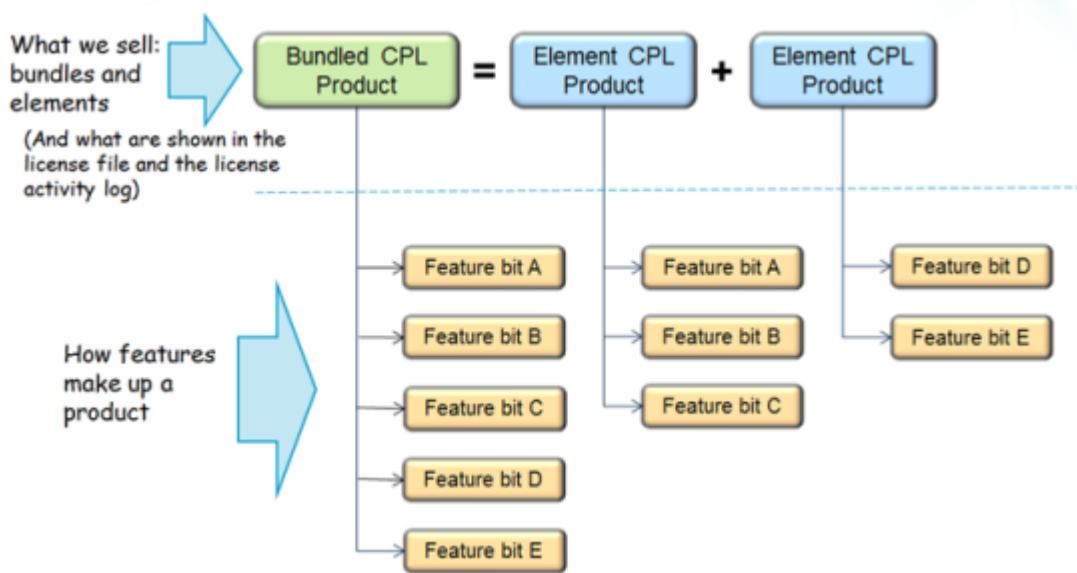 What we sell:
bundles and
elements
(And what are shown in the
license file and the license
activity log)
Bundled CPL
Product
=
Element CPL
Product
+
Element CPL
Product
How features
make up a
product
Feature bit A
Feature bit B
Feature bit C
Feature bit D
Feature bit E
Feature bit A
Feature bit B
Feature bit C
Feature bit D
Feature bit E